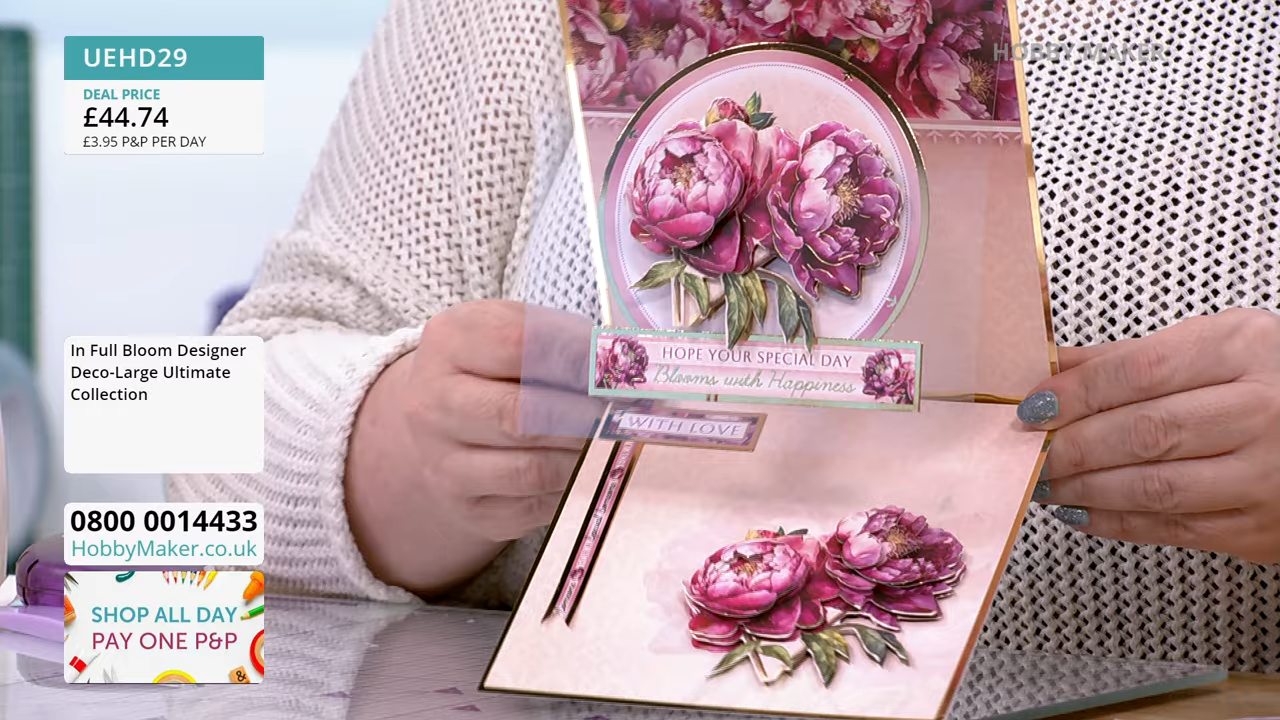 UEHD29
DEAL PRICE
£44.74
£3.95 P&P PER DAY
In Full Bloom Designer
Deco-Large Ultimate
Collection
0800 0014433
HobbyMaker.co.uk
SHOP ALL DAY
PAY ONE P&P
HOBBY MAKER
HOPE YOUR SPECIAL DAY
Blooms with Happiness
WITH LOVE